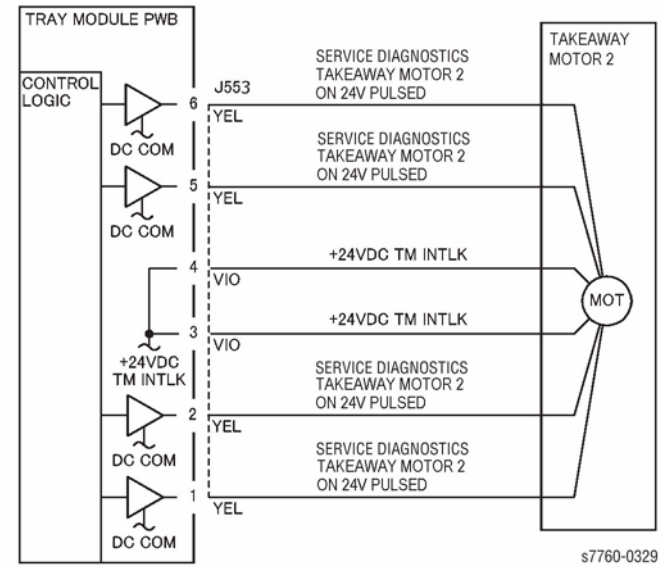 TRAY MODULE PWB
TAKEAWAY
MOTOR 2
CONTROL
LOGIC
J553
SERVICE DIAGNOSTICS
TAKEAWAY MOTOR 2
ON 24V PULSED
6
YEL
DC COM
SERVICE DIAGNOSTICS
TAKEAWAY MOTOR 2
ON 24V PULSED
5
YEL
DC COM
+24VDC TM INTLK
4
VIO
MOT
+24VDC TM INTLK
3
VIO
+24VDC
TM INTLK
SERVICE DIAGNOSTICS
TAKEAWAY MOTOR 2
ON 24V PULSED
2
YEL
DC COM
SERVICE DIAGNOSTICS
TAKEAWAY MOTOR 2
ON 24V PULSED
1
YEL
DC COM
s7760-0329